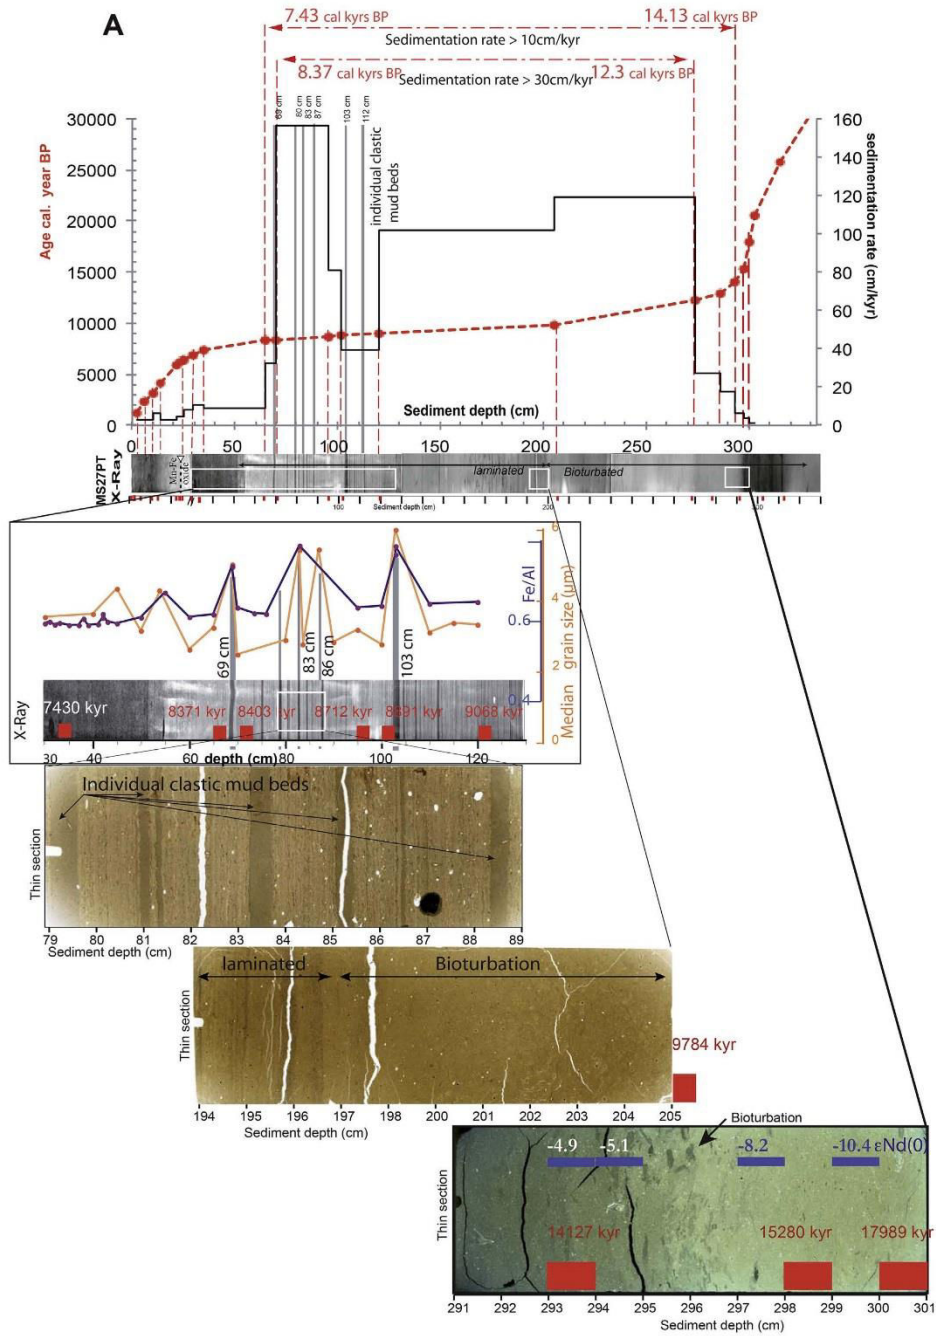 A
7.43 cal kyrs BP
14.13 cal kyrs BP
Sedimentation rate > 10cm/kyr
8.37 cal kyrs BP
12.3 cal kyrs BP
Sedimentation rate > 30cm/kyr
69 cm
80 cm
83 cm
87 cm
103 cm
112 cm
individual clastic
mud beds
Age cal. year BP
30000
25000
20000
15000
10000
5000
0
160
140
120
100
80
60
40
20
0
sedimentation rate (cm/kyr)
Sediment depth (cm)
0 50 100 150 200 250 300
MS27PT
X-Ray
Mn-Fe
oxide
laminated
Bioturbated
100
Sediment depth (cm)
200
69 cm
83 cm
86 cm
103 cm
Fe/Al
0.6
0.4
Median grain size (µm)
6
4
2
0
X-Ray
7430 kyr
8371 kyr
8403 kyr
8712 kyr
9068 kyr
30 40 60 80 100 120
depth (cm)
Individual clastic mud beds
Thin section
79 80 81 82 83 84 85 86 87 88 89
Sediment depth (cm)
laminated
Bioturbation
Thin section
9784 kyr
194 195 196 197 198 199 200 201 202 203 204 205
Sediment depth (cm)
Bioturbation
-4.9 -5.1 -8.2 -10.4 εNd(0)
Thin section
14127 kyr
15280 kyr
17989 kyr
291 292 293 294 295 296 297 298 299 300 301
Sediment depth (cm)